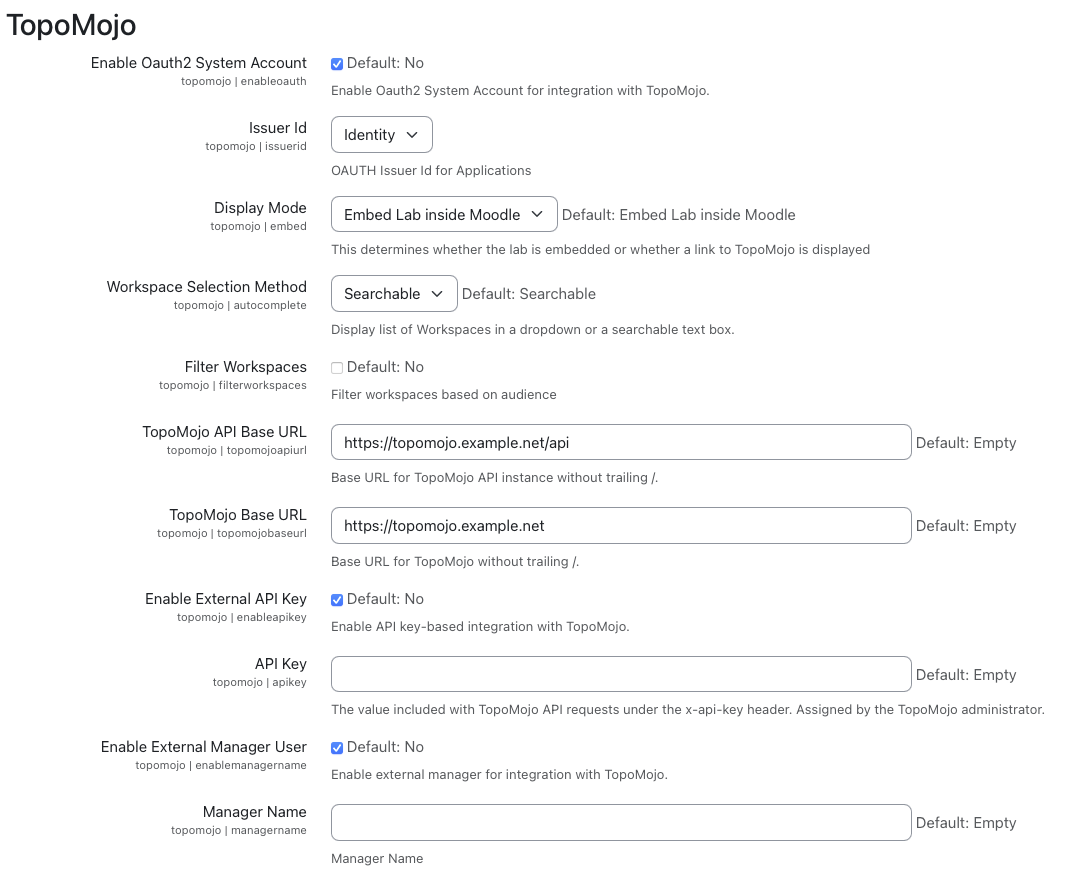 TopoMojo
Enable Oauth2 System Account
topomojo | enableoauth
Default: No
Enable Oauth2 System Account for integration with TopoMojo.
Issuer Id
topomojo | issuerid
Identity
OAUTH Issuer Id for Applications
Display Mode
topomojo | embed
Embed Lab inside Moodle Default: Embed Lab inside Moodle
This determines whether the lab is embedded or whether a link to TopoMojo is displayed
Workspace Selection Method
topomojo | autocomplete
Searchable Default: Searchable
Display list of Workspaces in a dropdown or a searchable text box.
Filter Workspaces
topomojo | filterworkspaces
Default: No
Filter workspaces based on audience
TopoMojo API Base URL
topomojo | topomojoapiurl
https://topomojo.example.net/api Default: Empty
Base URL for TopoMojo API instance without trailing /.
TopoMojo Base URL
topomojo | topomojobaseurl
https://topomojo.example.net Default: Empty
Base URL for TopoMojo without trailing /.
Enable External API Key
topomojo | enableapikey
Default: No
Enable API key-based integration with TopoMojo.
API Key
topomojo | apikey
Default: Empty
The value included with TopoMojo API requests under the x-api-key header. Assigned by the TopoMojo administrator.
Enable External Manager User
topomojo | enablemanagername
Default: No
Enable external manager for integration with TopoMojo.
Manager Name
topomojo | managername
Default: Empty
Manager Name